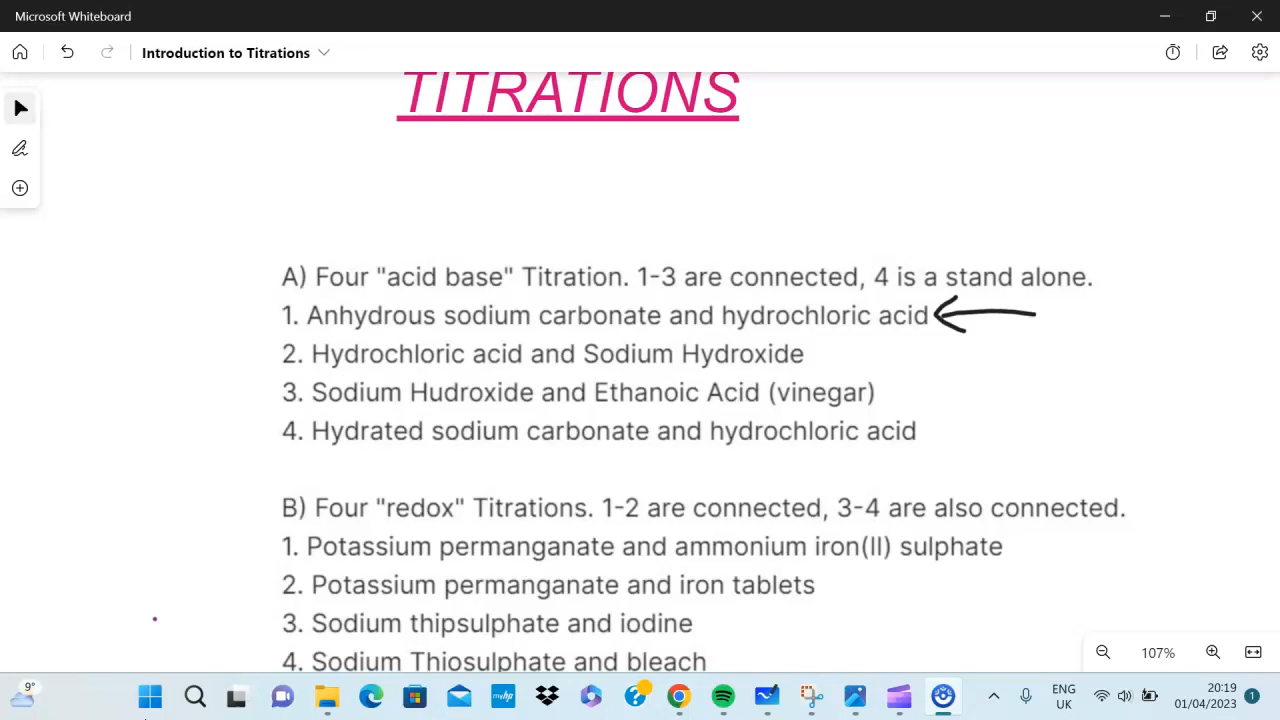 Microsoft Whiteboard
Introduction to Titrations
TITRATIONS
A) Four "acid base" Titration. 1-3 are connected, 4 is a stand alone.
1. Anhydrous sodium carbonate and hydrochloric acid
2. Hydrochloric acid and Sodium Hydroxide
3. Sodium Hudroxide and Ethanoic Acid (vinegar)
4. Hydrated sodium carbonate and hydrochloric acid
B) Four "redox" Titrations. 1-2 are connected, 3-4 are also connected.
1. Potassium permanganate and ammonium iron(II) sulphate
2. Potassium permanganate and iron tablets
3. Sodium thipsulphate and iodine
4. Sodium Thiosulphate and bleach
107%
9°
myhp
ENG
UK
20:19
01/04/2023
1